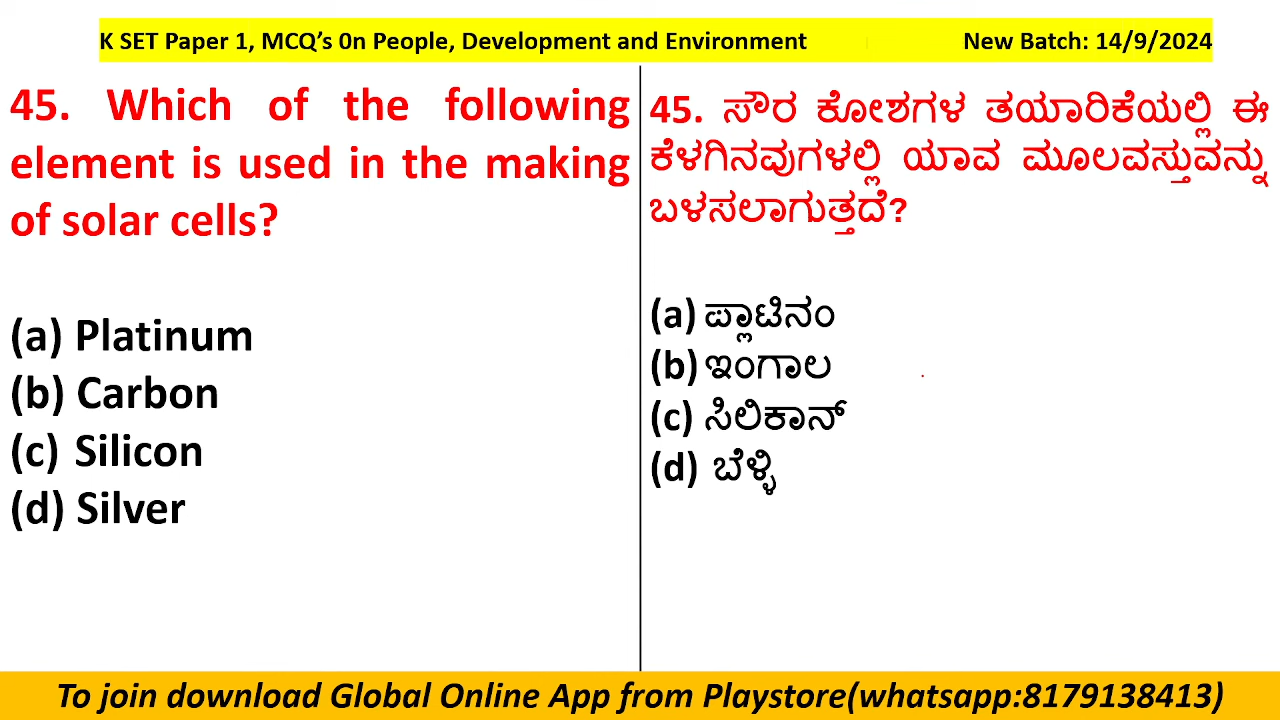 K SET Paper 1, MCQ's 0n People, Development and Environment New Batch: 14/9/2024
45. Which of the following
element is used in the making
of solar cells?
(a) Platinum
(b) Carbon
(c) Silicon
(d) Silver
45. ಸೌರ ಕೋಶಗಳ ತಯಾರಿಕೆಯಲ್ಲಿ ಈ
ಕೆಳಗಿನವುಗಳಲ್ಲಿ ಯಾವ ಮೂಲವಸ್ತುವನ್ನು
ಬಳಸಲಾಗುತ್ತದೆ?
(a) ಪ್ಲಾಟಿನಂ
(b) ಇಂಗಾಲ
(c) ಸಿಲಿಕಾನ್
(d) ಬೆಳ್ಳಿ
To join download Global Online App from Playstore(whatsapp:8179138413)